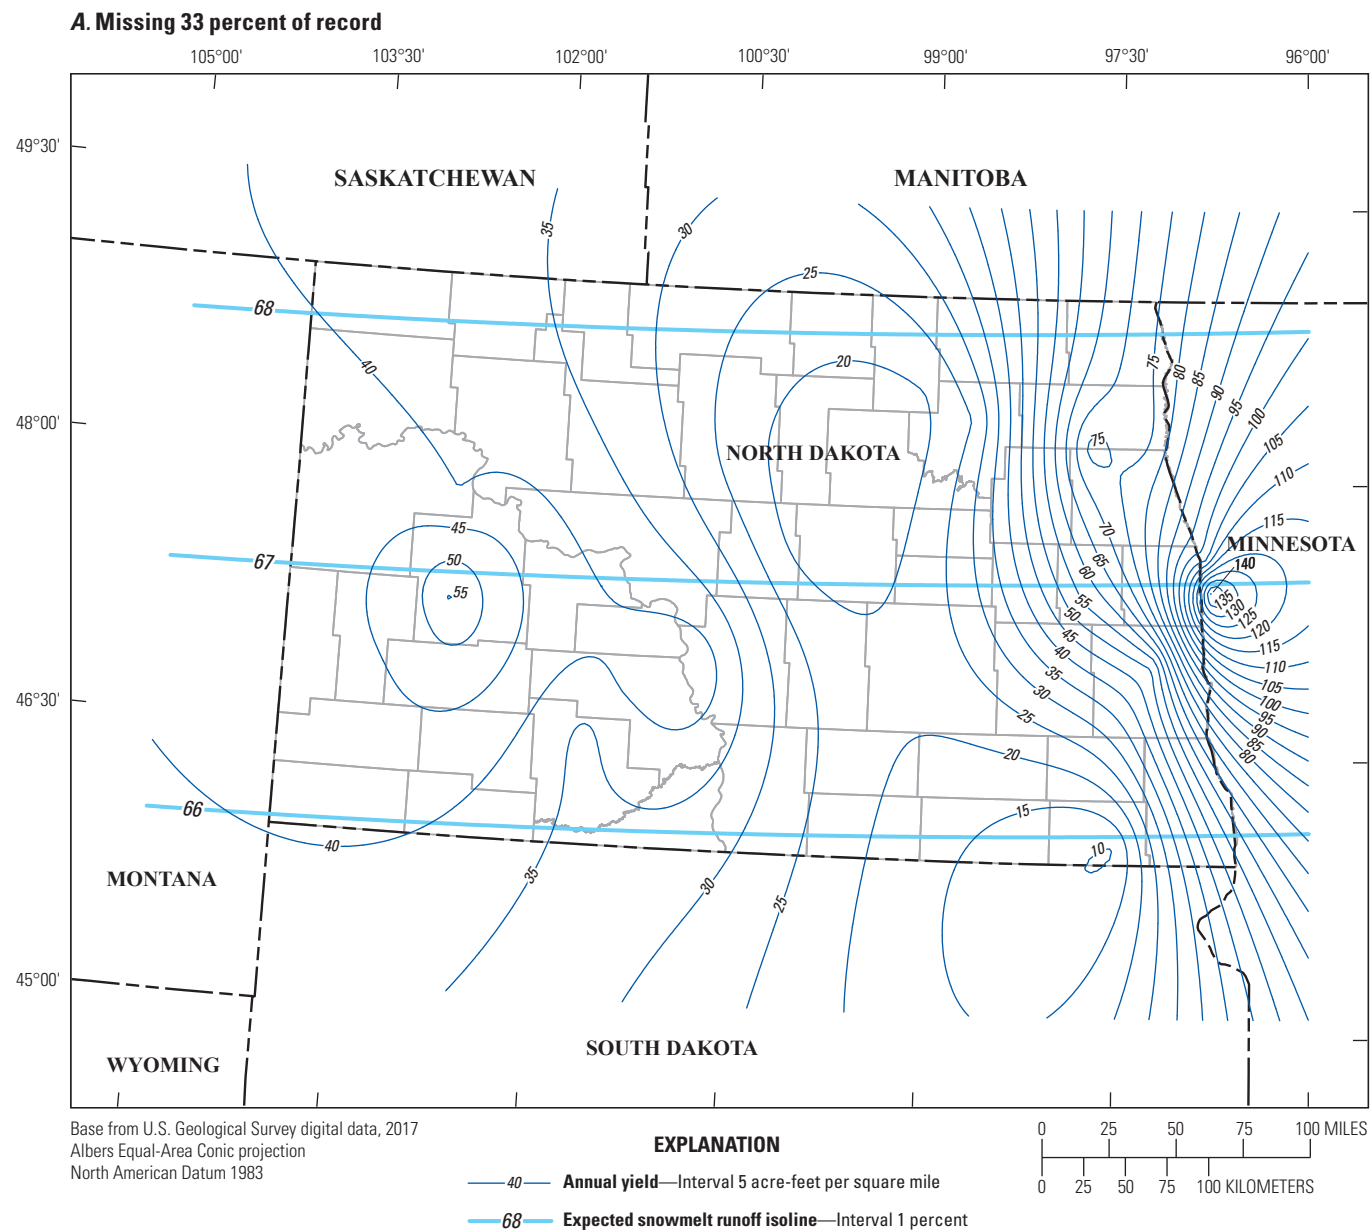 A. Missing 33 percent of record
105°00' 103°30' 102°00' 100°30' 99°00' 97°30' 96°00'
49°30'
SASKATCHEWAN MANITOBA
35 30
25
68
75 80 85 90 95 100 105 110
40 20
48°00'
NORTH DAKOTA 75
45 70 115
MINNESOTA
67 50 65 140
55 60 135 130 125 120
55
50
45 115
40 110
35 105
46°30'
30 100
25 95
90
85
20 80
66 15
40 10
35 30 25
MONTANA
45°00'
SOUTH DAKOTA
WYOMING
Base from U.S. Geological Survey digital data, 2017
Albers Equal-Area Conic projection
North American Datum 1983
EXPLANATION
40 Annual yield—Interval 5 acre-feet per square mile
68 Expected snowmelt runoff isoline—Interval 1 percent
0 25 50 75 100 MILES
0 25 50 75 100 KILOMETERS